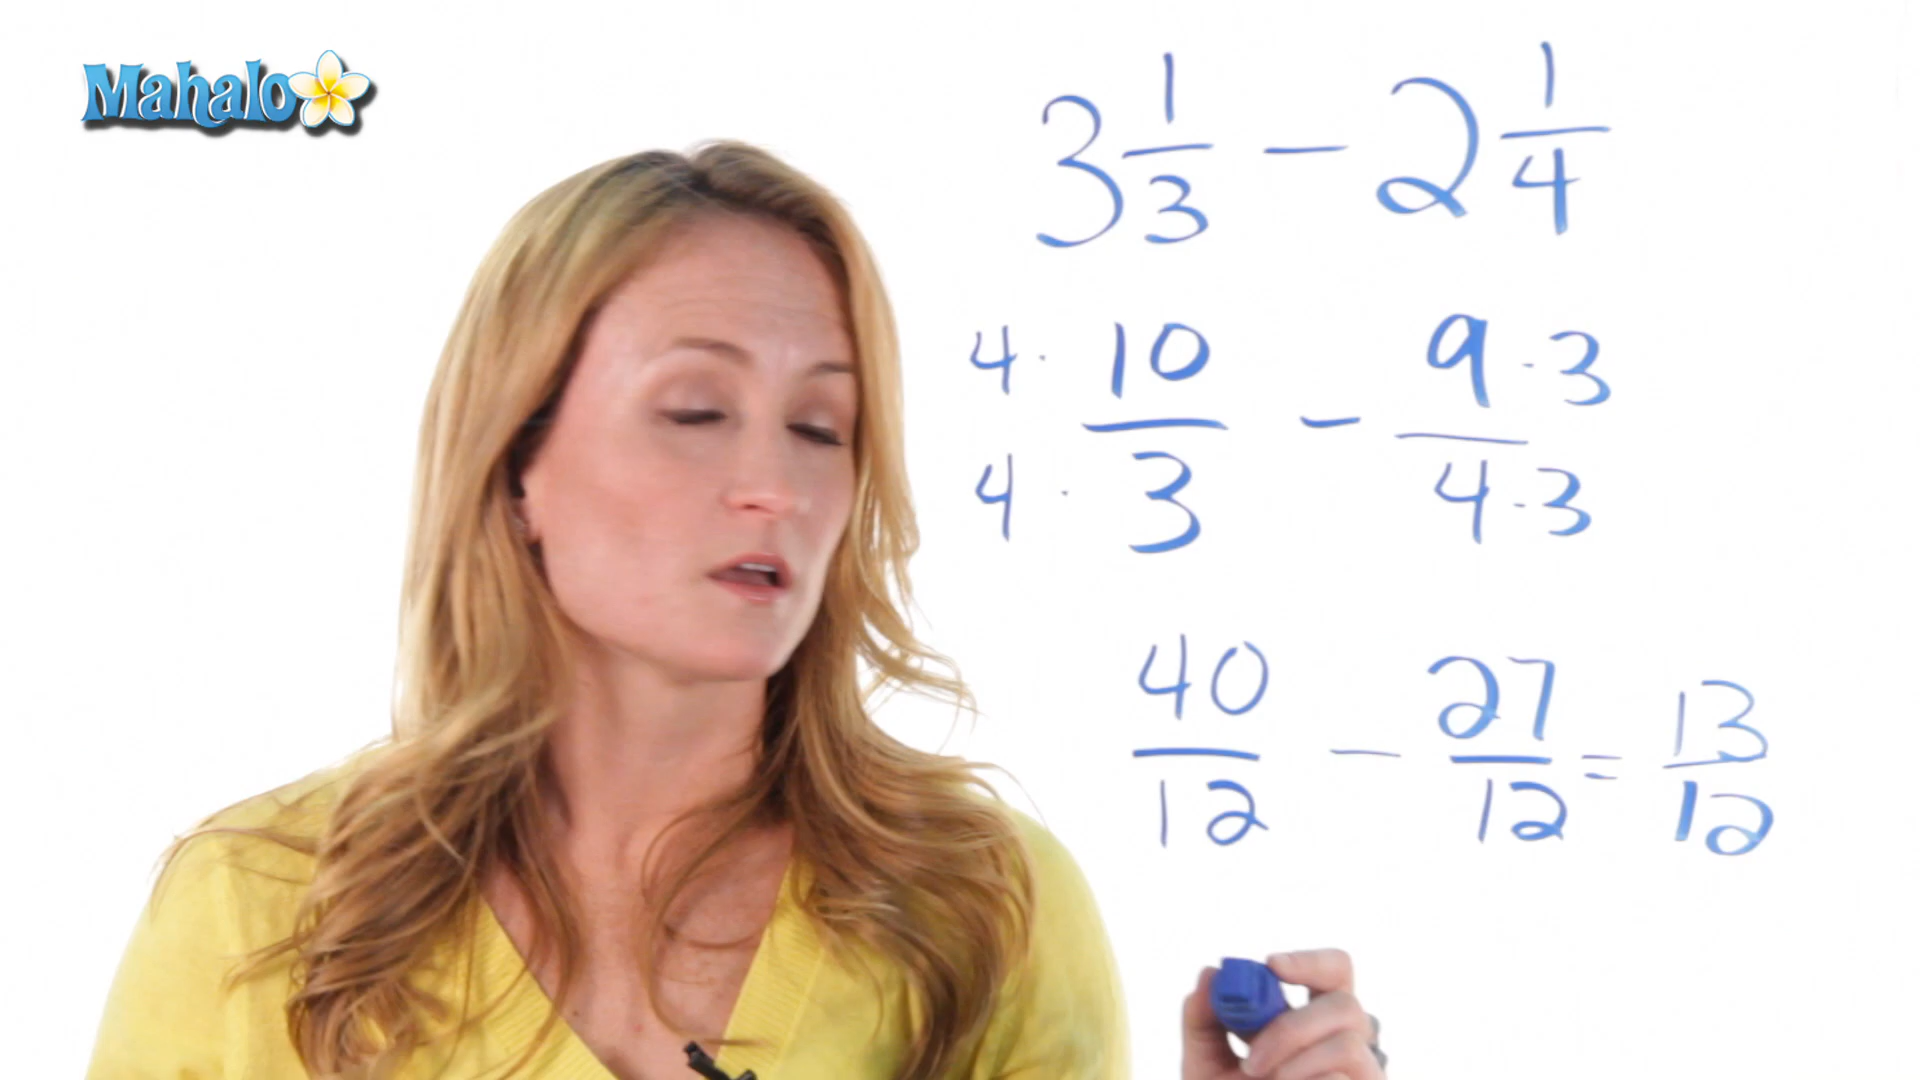 Mahalo
3 1/3 - 2 1/4
4 · 10/3 - 9 · 3
4 · 3 4 · 3
40/12 - 27/12 = 13/12